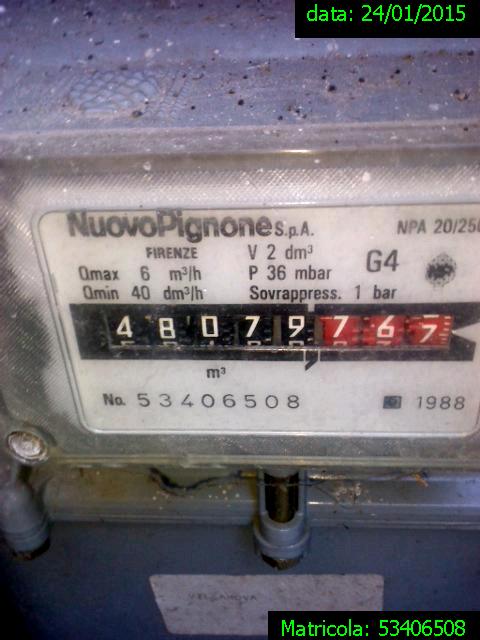 data: 24/01/2015
NuovoPignone S.p.A.
NPA 20/250
FIRENZE
V 2 dm³
G4
Qmax 6 m³/h
P 36 mbar
Qmin 40 dm³/h
Sovrappress. 1 bar
48079767
m³
No. 53406508
1988
Matricola: 53406508